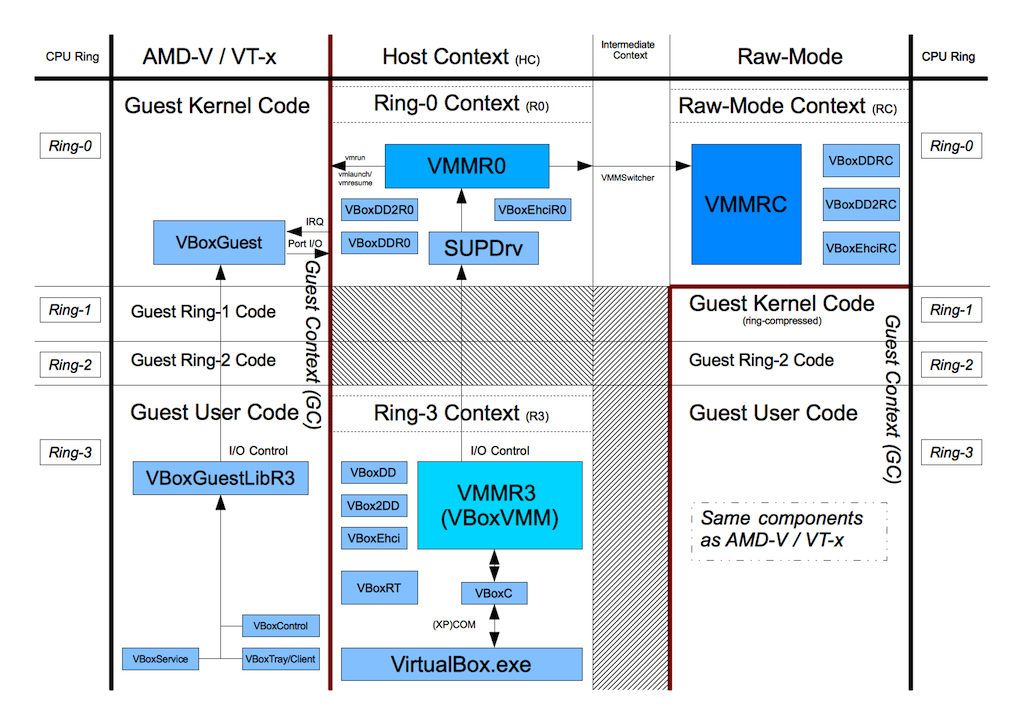 CPU Ring
AMD-V / VT-x
Host Context (HC)
Intermediate
Context
Raw-Mode
CPU Ring
Guest Kernel Code
Ring-0 Context (R0)
Raw-Mode Context (RC)
Ring-0
vmrun
vmlaunch/
vmresume
VMMR0
VMMSwitcher
VMMRC
VBoxDDRC
VBoxDD2RC
VBoxEhciRC
Ring-0
VBoxDD2R0
VBoxEhciR0
IRQ
Port I/O
VBoxGuest
VBoxDDR0
SUPDrv
Guest Context (GC)
Ring-1
Guest Ring-1 Code
Guest Kernel Code
(ring-compressed)
Ring-1
Ring-2
Guest Ring-2 Code
Guest Ring-2 Code
Ring-2
Guest Context (GC)
Guest User Code
Ring-3 Context (R3)
Guest User Code
Ring-3
I/O Control
I/O Control
Ring-3
VBoxGuestLibR3
VBoxDD
VBox2DD
VBoxEhci
VMMR3
(VBoxVMM)
Same components
as AMD-V / VT-x
VBoxRT
VBoxC
(XP)COM
VBoxControl
VBoxService
VBoxTray/Client
VirtualBox.exe